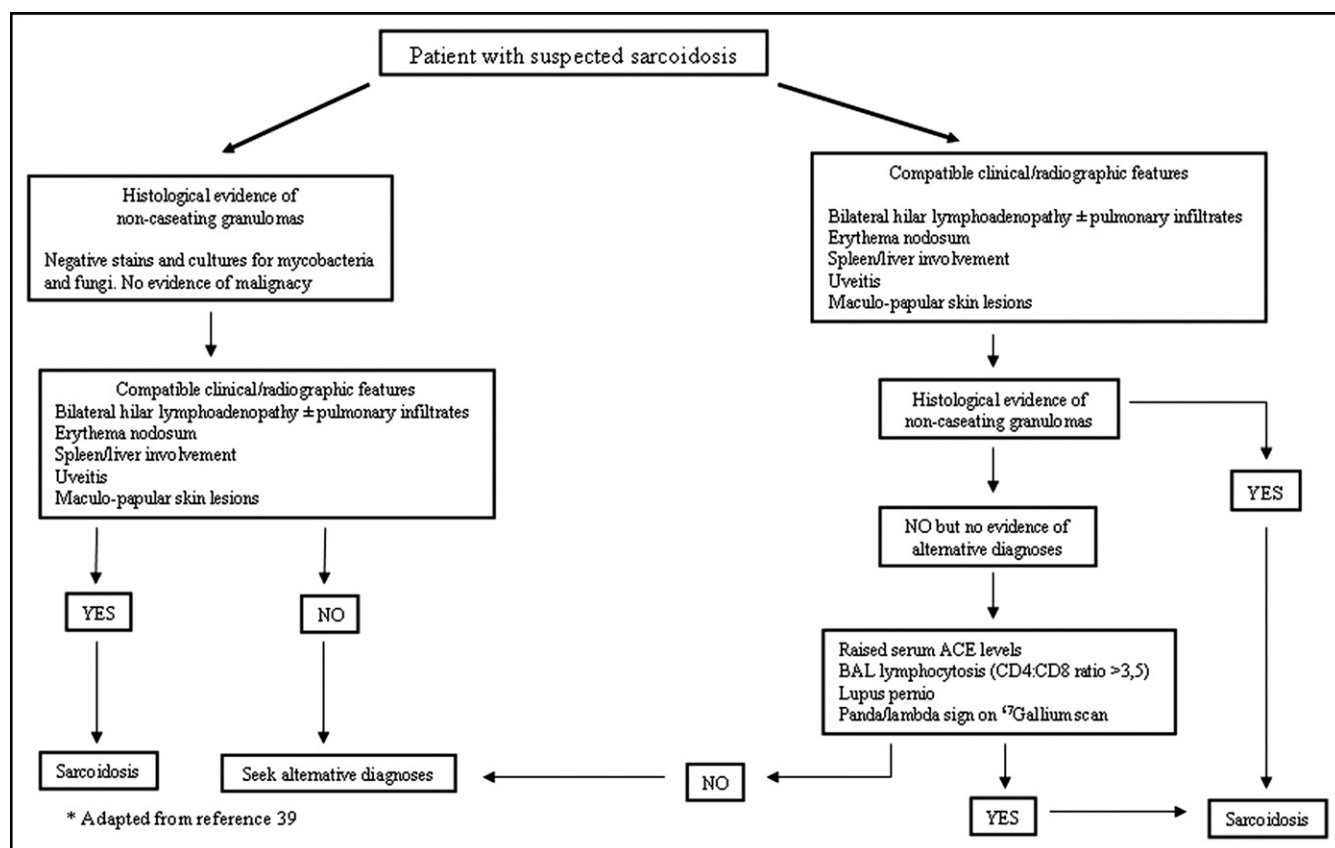 Patient with suspected sarcoidosis
Histological evidence of
non-caseating granulomas
Negative stains and cultures for mycobacteria
and fungi. No evidence of malignacy
Compatible clinical/radiographic features
Bilateral hilar lymphoadenopathy ± pulmonary infiltrates
Erythema nodosum
Spleen/liver involvement
Uveitis
Maculo-papular skin lesions
YES
NO
Sarcoidosis
Seek alternative diagnoses
* Adapted from reference 39
Compatible clinical/radiographic features
Bilateral hilar lymphoadenopathy ± pulmonary infiltrates
Erythema nodosum
Spleen/liver involvement
Uveitis
Maculo-papular skin lesions
Histological evidence of
non-caseating granulomas
YES
NO but no evidence of
alternative diagnoses
Raised serum ACE levels
BAL lymphocytosis (CD4:CD8 ratio >3,5)
Lupus pernio
Panda/lambda sign on ⁶⁷Gallium scan
NO
YES
Sarcoidosis